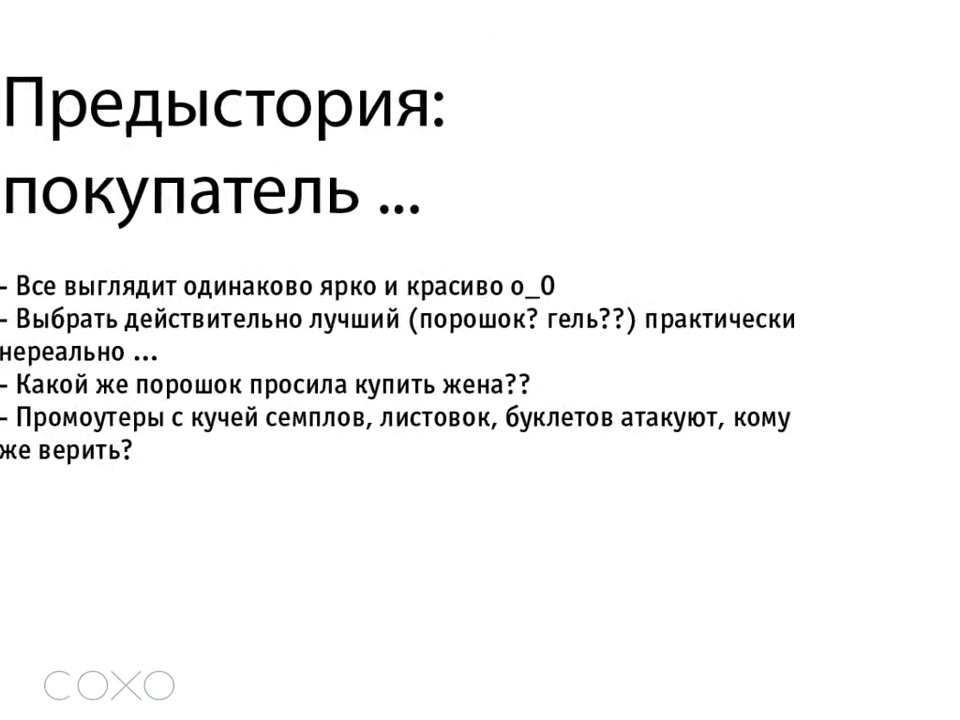 Предыстория:
покупатель ...
- Все выглядит одинаково ярко и красиво o_0
- Выбрать действительно лучший (порошок? гель??) практически
нереально ...
- Какой же порошок просила купить жена??
- Промоутеры с кучей семплов, листовок, буклетов атакуют, кому
же верить?
COXO